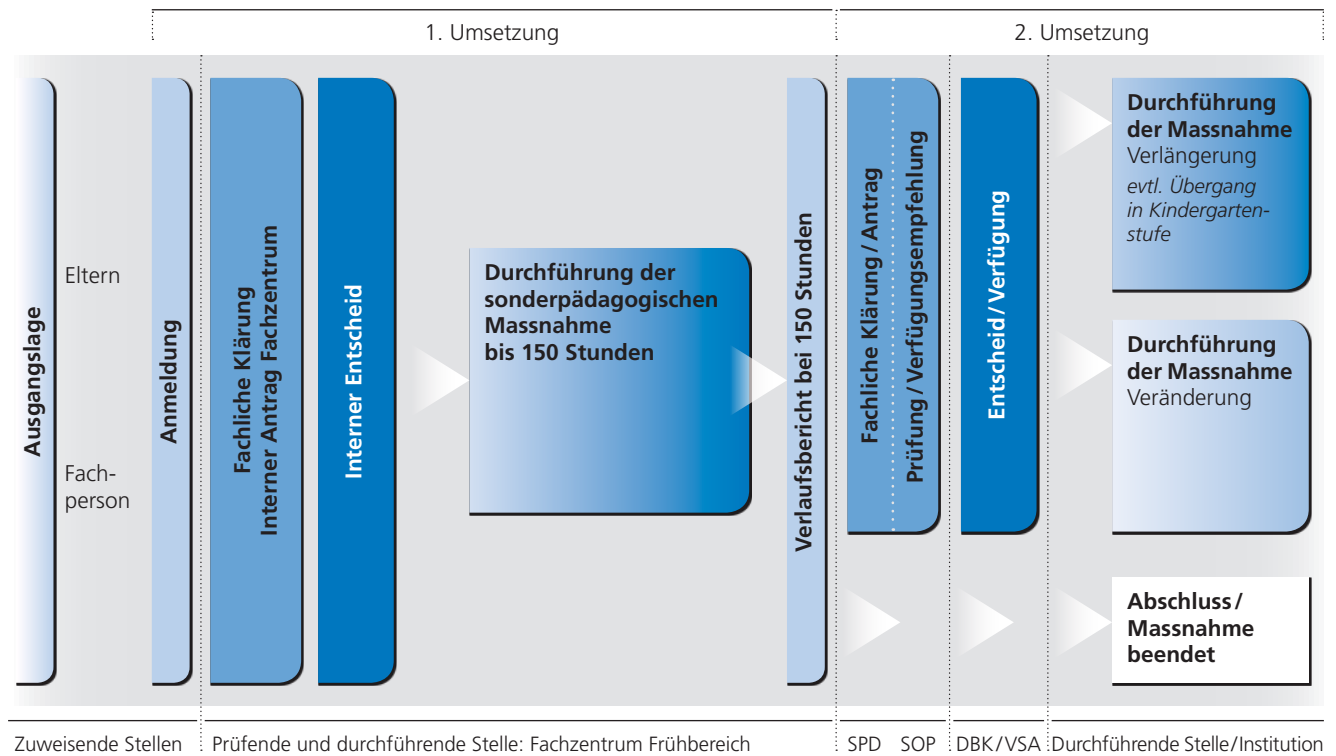 1. Umsetzung
2. Umsetzung
Ausgangslage
Eltern
Fach-
person
Anmeldung
Fachliche Klärung
Interner Antrag Fachzentrum
Interner Entscheid
Durchführung der
sonderpädagogischen
Massnahme
bis 150 Stunden
Verlaufsbericht bei 150 Stunden
Fachliche Klärung / Antrag
Prüfung / Verfügungsempfehlung
Entscheid / Verfügung
Durchführung
der Massnahme
Verlängerung
evtl. Übergang
in Kindergarten-
stufe
Durchführung
der Massnahme
Veränderung
Abschluss /
Massnahme
beendet
Zuweisende Stellen
Prüfende und durchführende Stelle: Fachzentrum Frühbereich
SPD
SOP
DBK / VSA
Durchführende Stelle / Institution